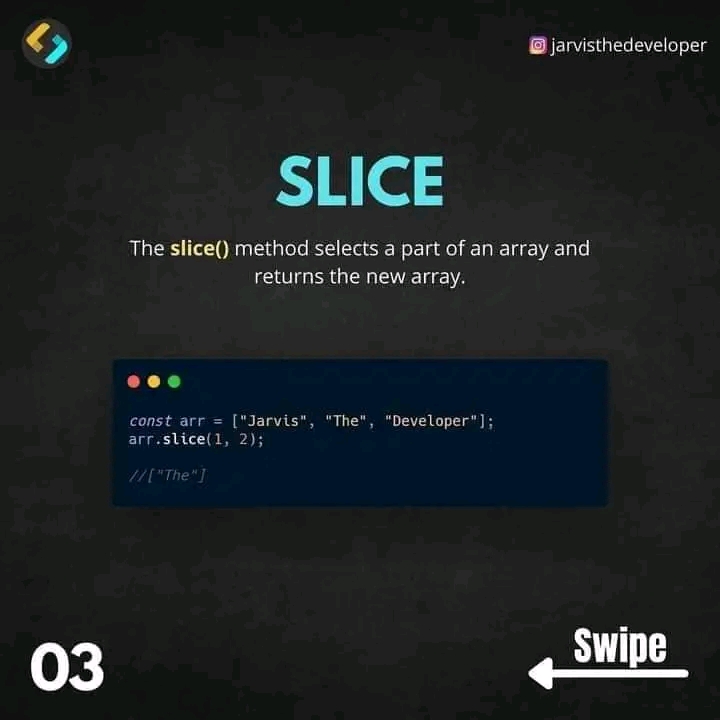 jarvisthedeveloper
SLICE
The slice() method selects a part of an array and
returns the new array.
const arr = ["Jarvis", "The", "Developer"];
arr.slice(1, 2);
//["The"]
03
Swipe